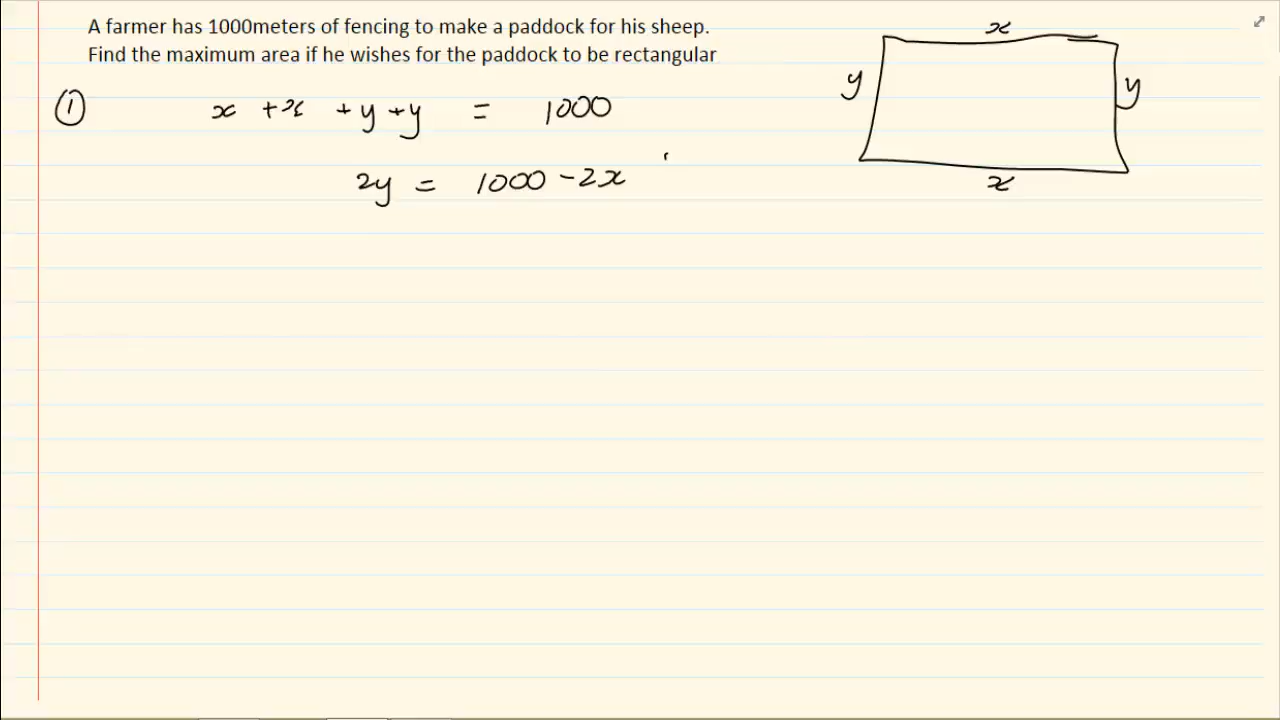 A farmer has 1000meters of fencing to make a paddock for his sheep.
Find the maximum area if he wishes for the paddock to be rectangular
① x + x + y + y = 1000
2y = 1000 - 2x
x
y
y
x